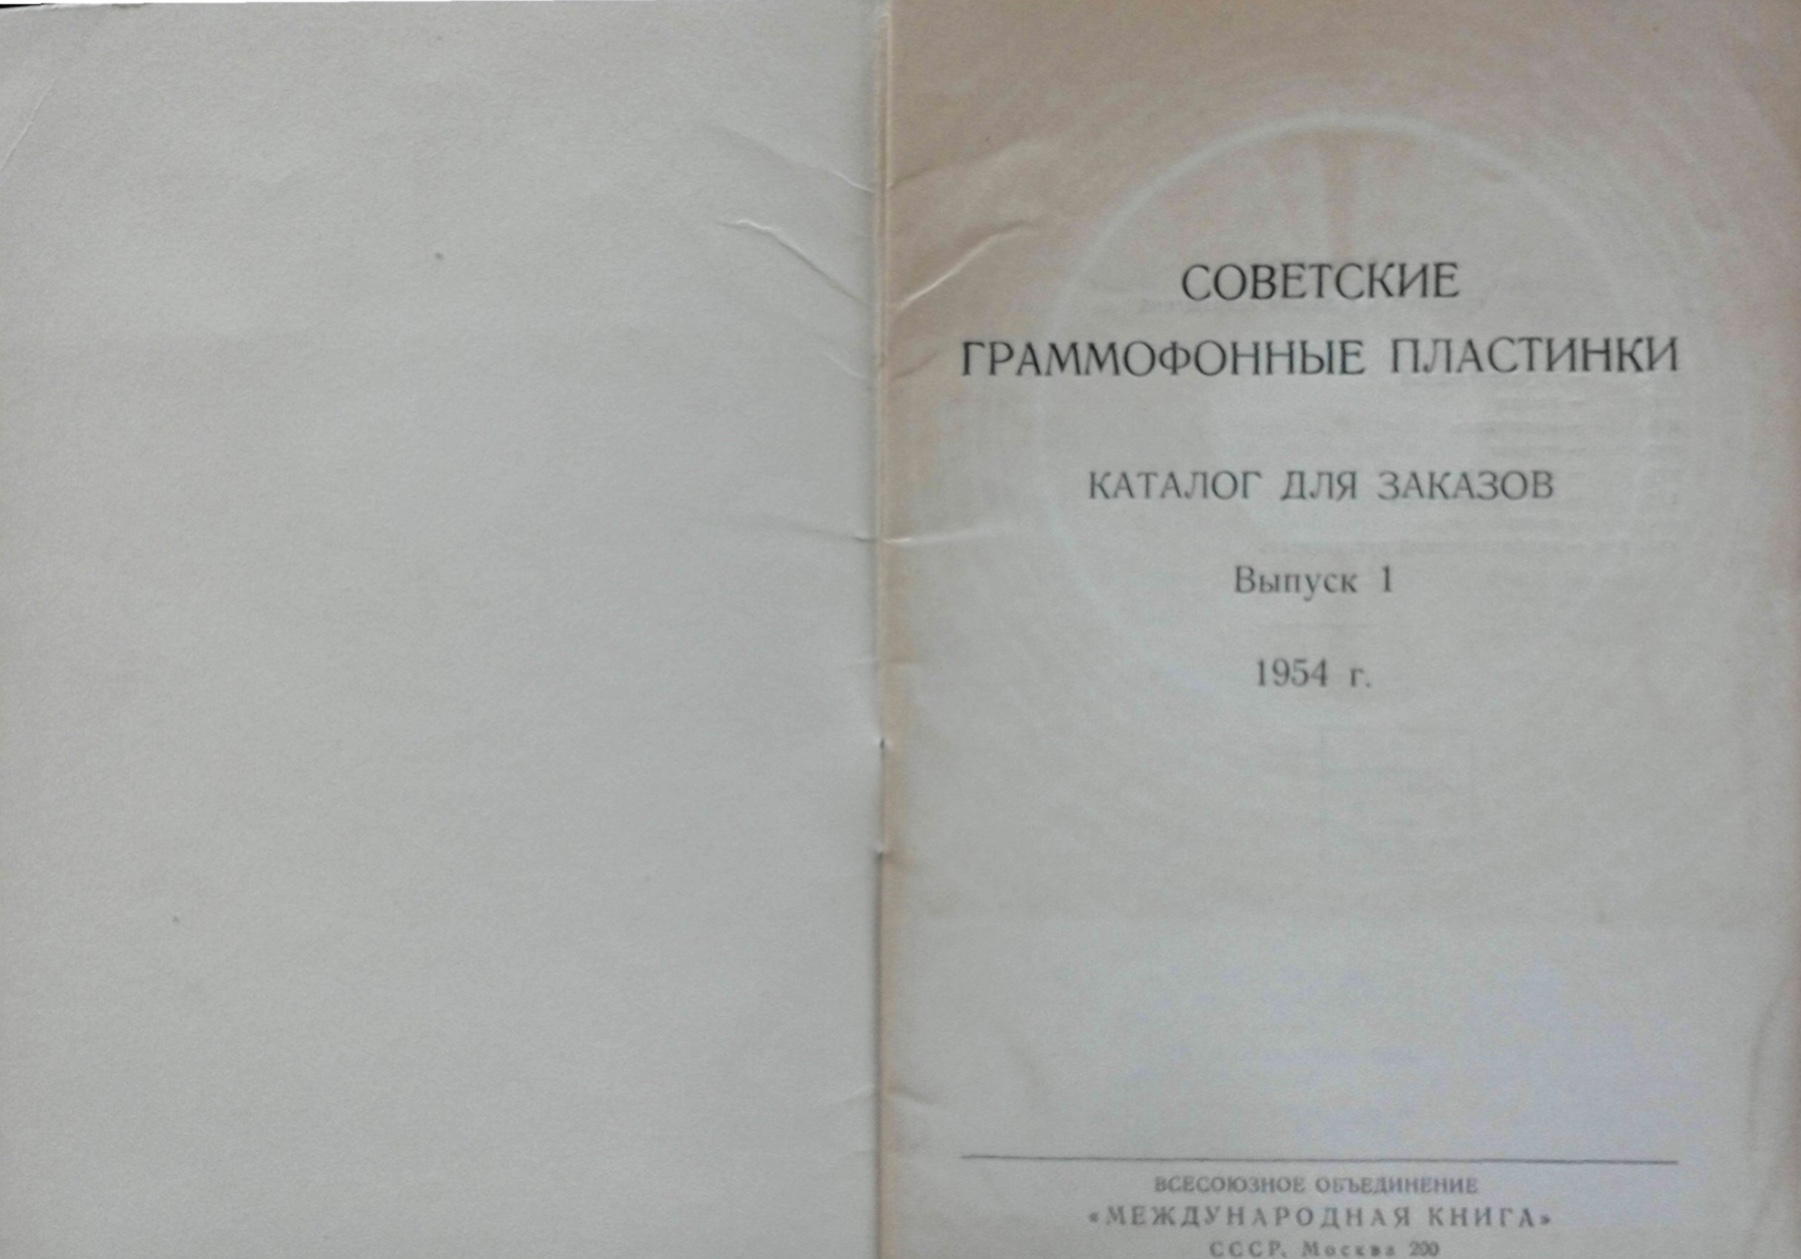 СОВЕТСКИЕ
ГРАММОФОННЫЕ ПЛАСТИНКИ
КАТАЛОГ ДЛЯ ЗАКАЗОВ
Выпуск 1
1954 г.
ВСЕСОЮЗНОЕ ОБЪЕДИНЕНИЕ
«МЕЖДУНАРОДНАЯ КНИГА»
СССР, Москва 200